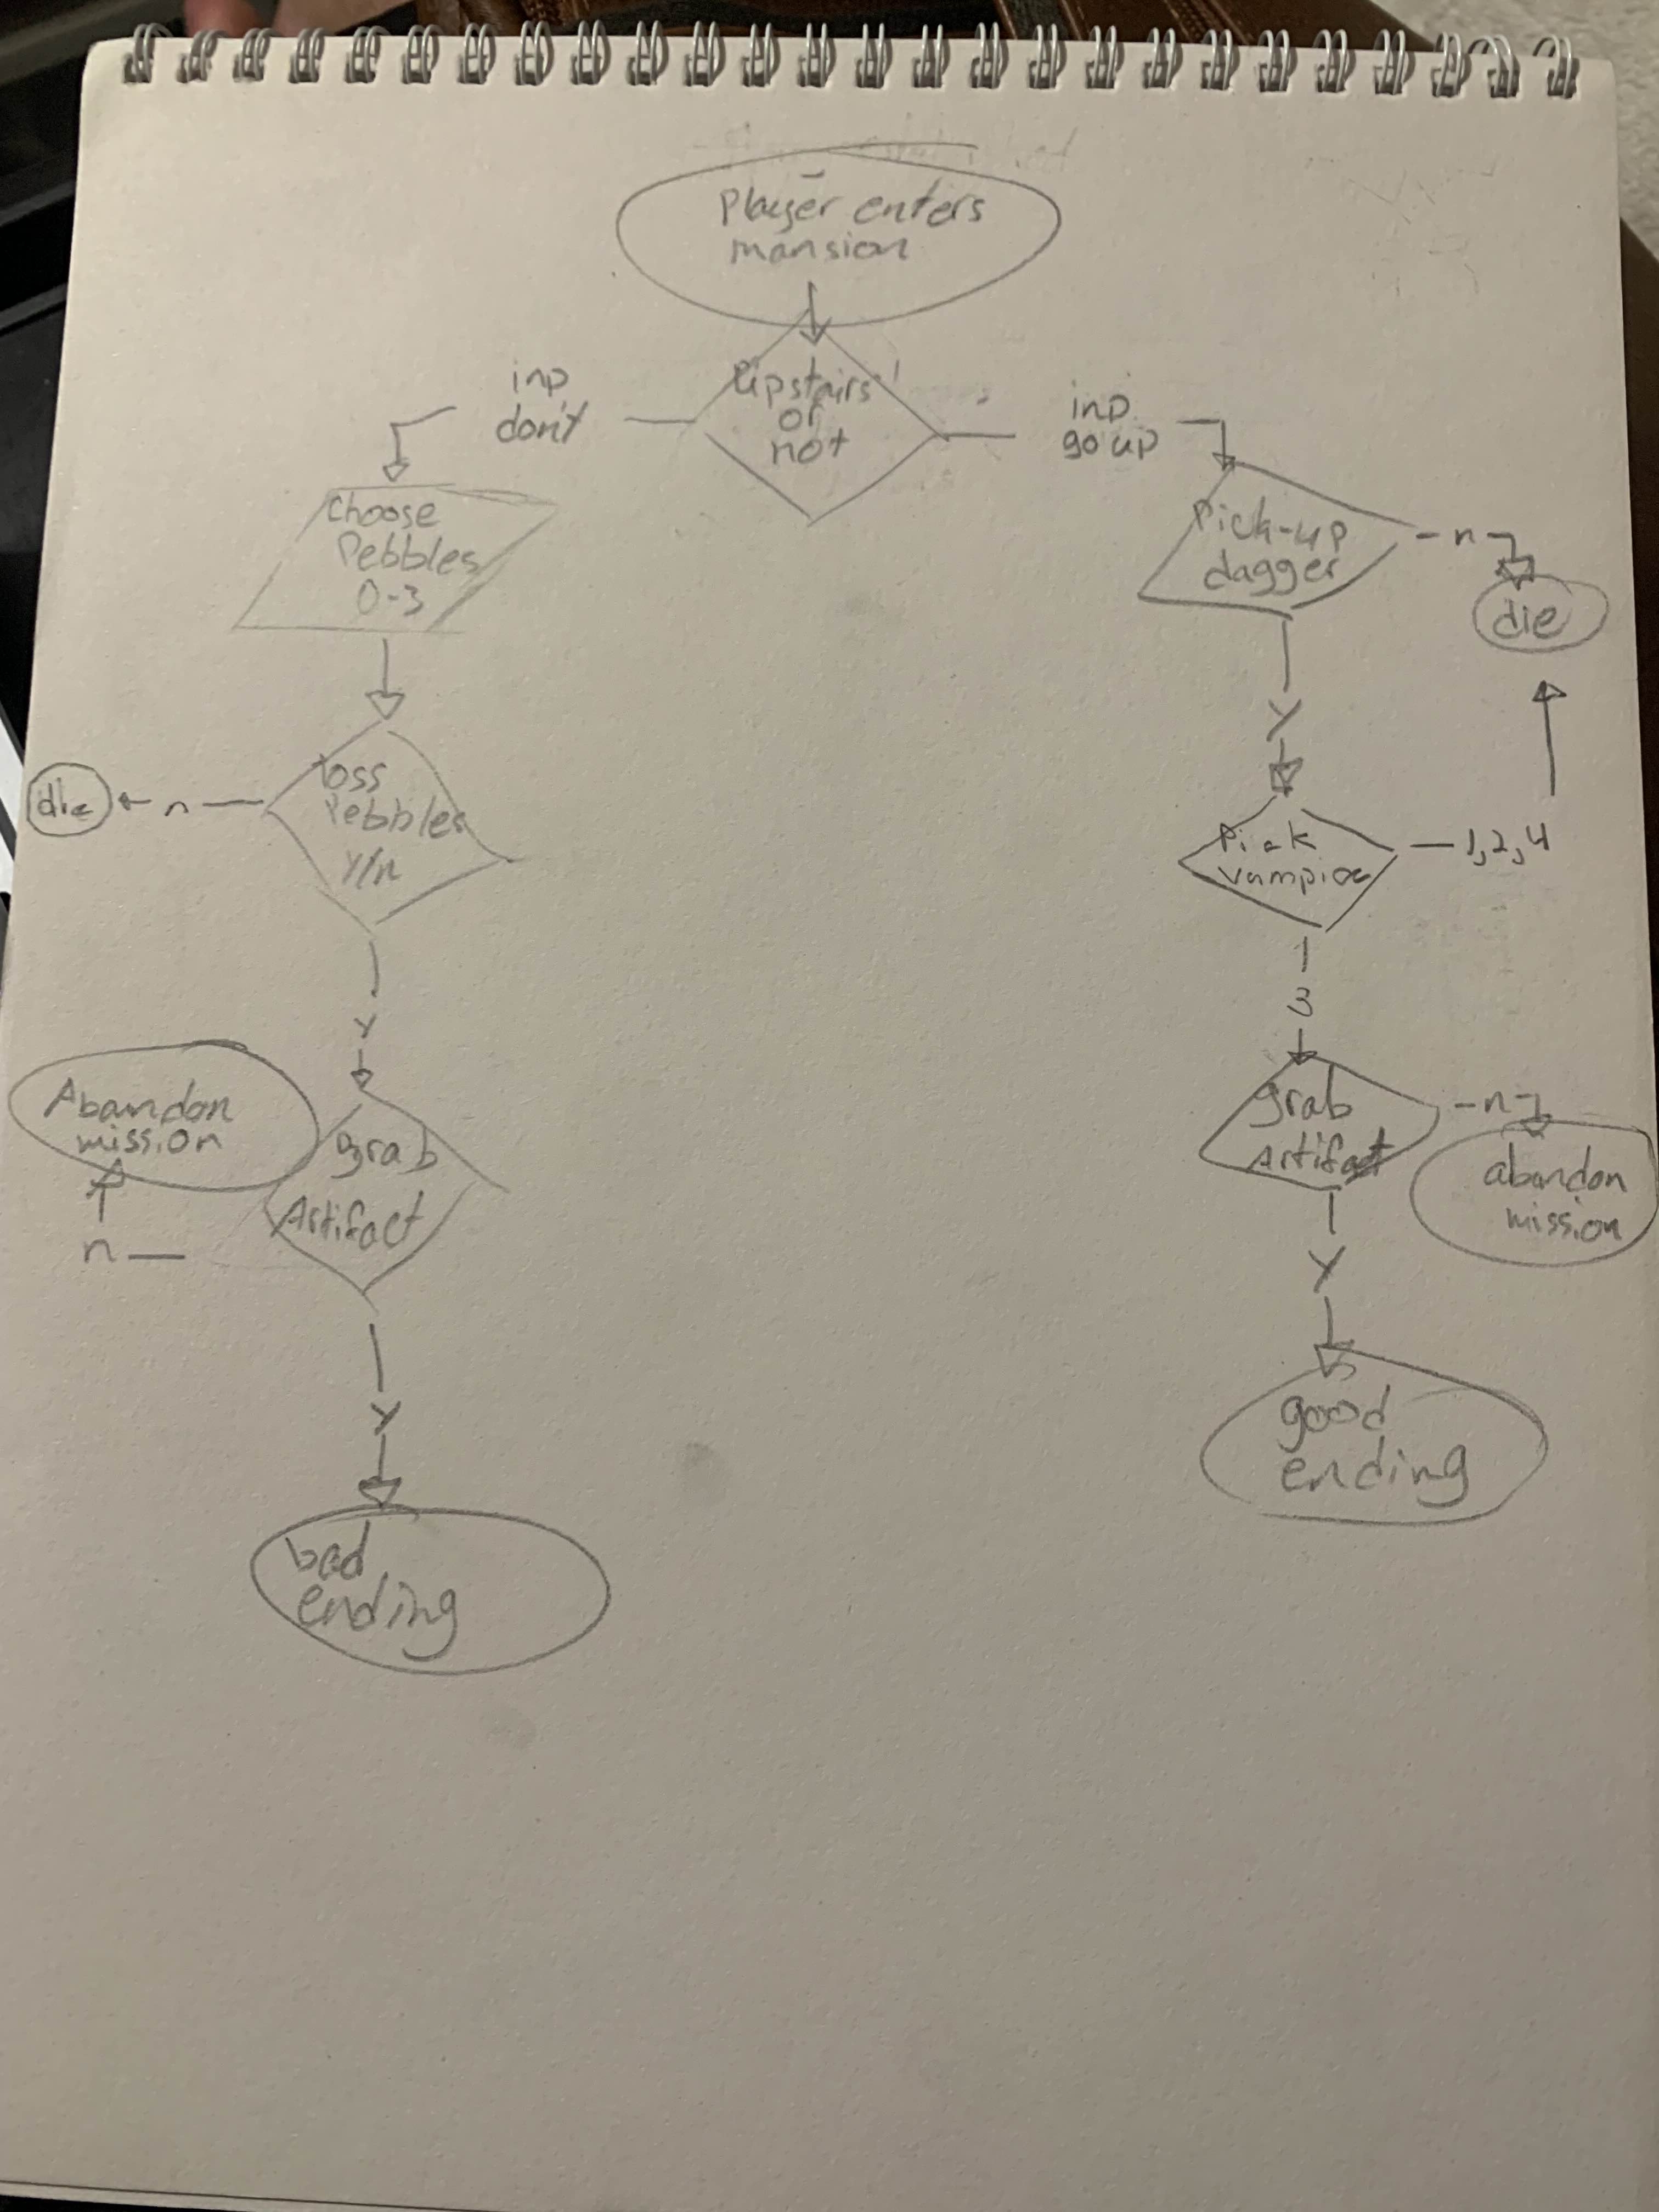 Player enters
mansion
Upstairs
or
not
inp
don't
inp
go up
Choose
Pebbles
0-3
Pick-up
dagger
n
die
Y
toss
Pebbles
Y/n
n
die
Pick
vampire
1,2,4
Y
3
Abandon
mission
n
grab
Artifact
grab
Artifact
n
abandon
mission
Y
Y
good
ending
bad
ending